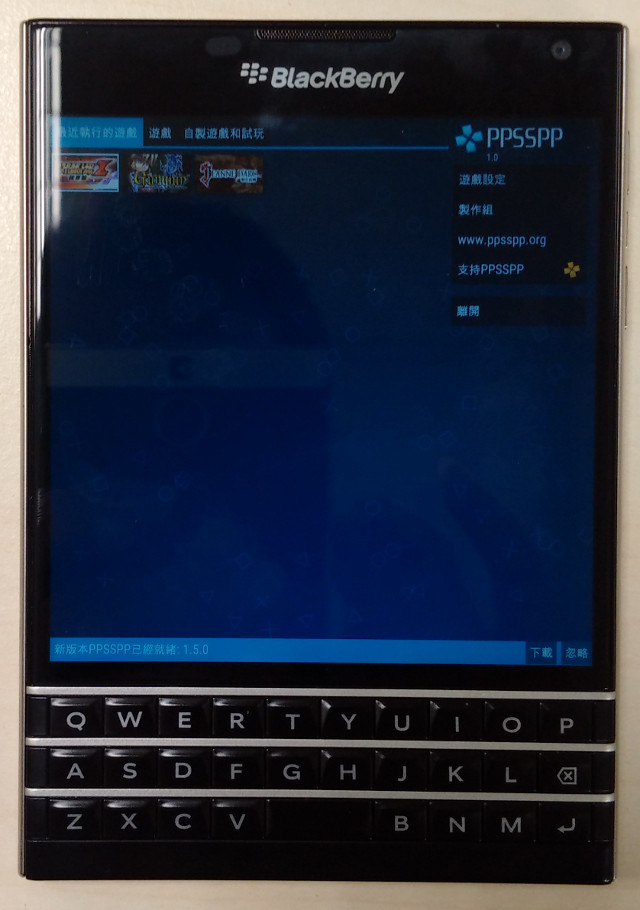 BlackBerry
最近執行的遊戲 遊戲 自製遊戲和試玩
PPSSPP
1.0
JEANNE D'ARC
遊戲設定
製作組
www.ppsspp.org
支持PPSSPP
離開
新版本PPSSPP已經就緒: 1.5.0 下載 忽略
Q W E R T Y U I O P
A S D F G H J K L
Z X C V B N M